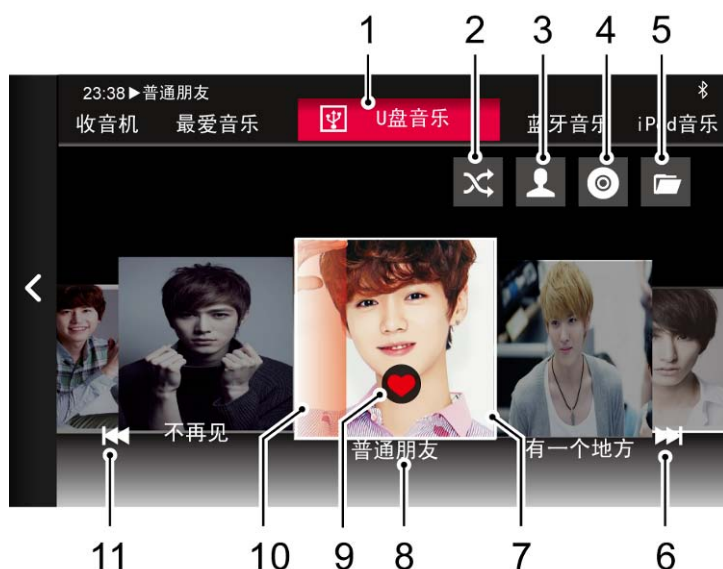 1 2 3 4 5
23:38▶普通朋友
收音机 最爱音乐 U盘音乐 蓝牙音乐 iPod音乐
不再见 普通朋友 有一个地方
11 10 9 8 7 6